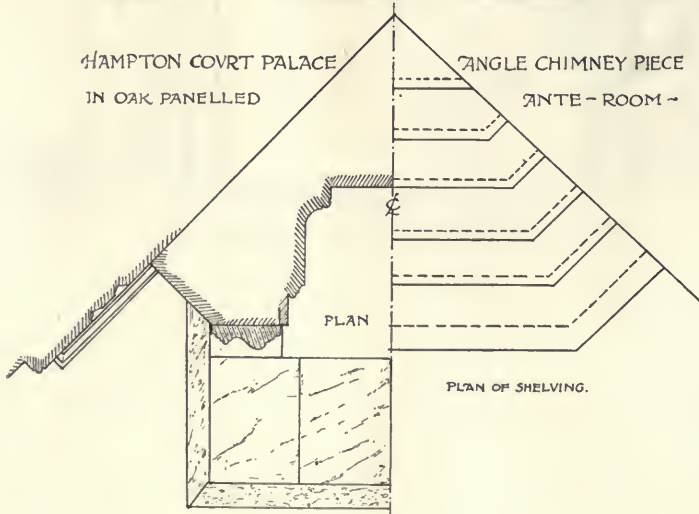 HAMPTON COVRT PALACE
IN OAK PANELLED
ANGLE CHIMNEY PIECE
ANTE-ROOM ~
℄
PLAN
PLAN OF SHELVING.